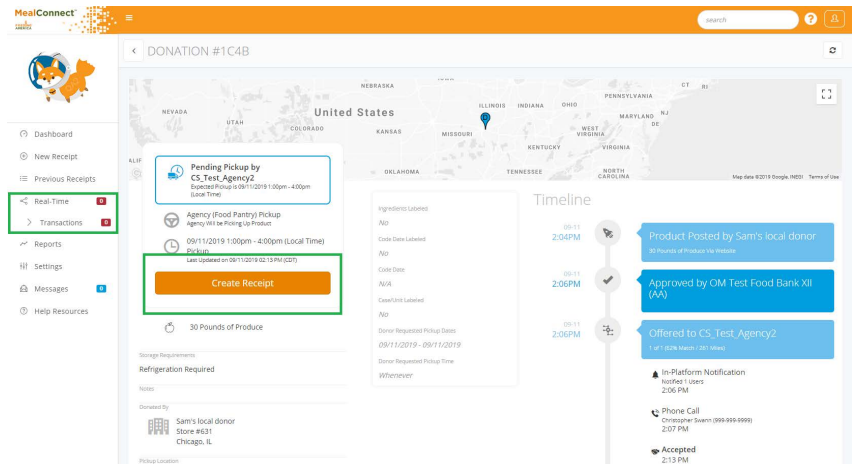 MealConnect
FEEDING
AMERICA
search
?
DONATION #1C4B
Dashboard
New Receipt
Previous Receipts
Real-Time
0
Transactions
0
Reports
Settings
Messages
0
Help Resources
NEBRASKA
NEVADA
UTAH
United States
COLORADO
KANSAS
MISSOURI
ILLINOIS
INDIANA
OHIO
PENNSYLVANIA
CT
RI
NJ
MARYLAND
DE
WEST
VIRGINIA
KENTUCKY
VIRGINIA
OKLAHOMA
TENNESSEE
NORTH
CAROLINA
CALIF
Map data ©2019 Google, INEGI
Terms of Use
Pending Pickup by
CS_Test_Agency2
Expected Pickup is 09/11/2019 1:00pm - 4:00pm
(Local Time)
Agency (Food Pantry) Pickup
Agency Will be Picking Up Product
09/11/2019 1:00pm - 4:00pm (Local Time)
Pickup
Last Updated on 09/11/2019 02:13 PM (CDT)
Create Receipt
30 Pounds of Produce
Storage Requirements
Refrigeration Required
Notes
Donated By
Sam's local donor
Store #631
Chicago, IL
Pickup Location
Ingredients Labeled
No
Code Date Labeled
No
Code Date
N/A
Case/Unit Labeled
No
Donor Requested Pickup Dates
09/11/2019 - 09/11/2019
Donor Requested Pickup Time
Whenever
Timeline
09-11
2:04PM
Product Posted by Sam's local donor
30 Pounds of Produce Via Website
09-11
2:06PM
Approved by OM Test Food Bank XII
(AA)
09-11
2:06PM
Offered to CS_Test_Agency2
1 of 1 (82% Match / 281 Miles)
In-Platform Notification
Notified 1 Users
2:06 PM
Phone Call
Christopher Swann (999-999-9999)
2:07 PM
Accepted
2:13 PM